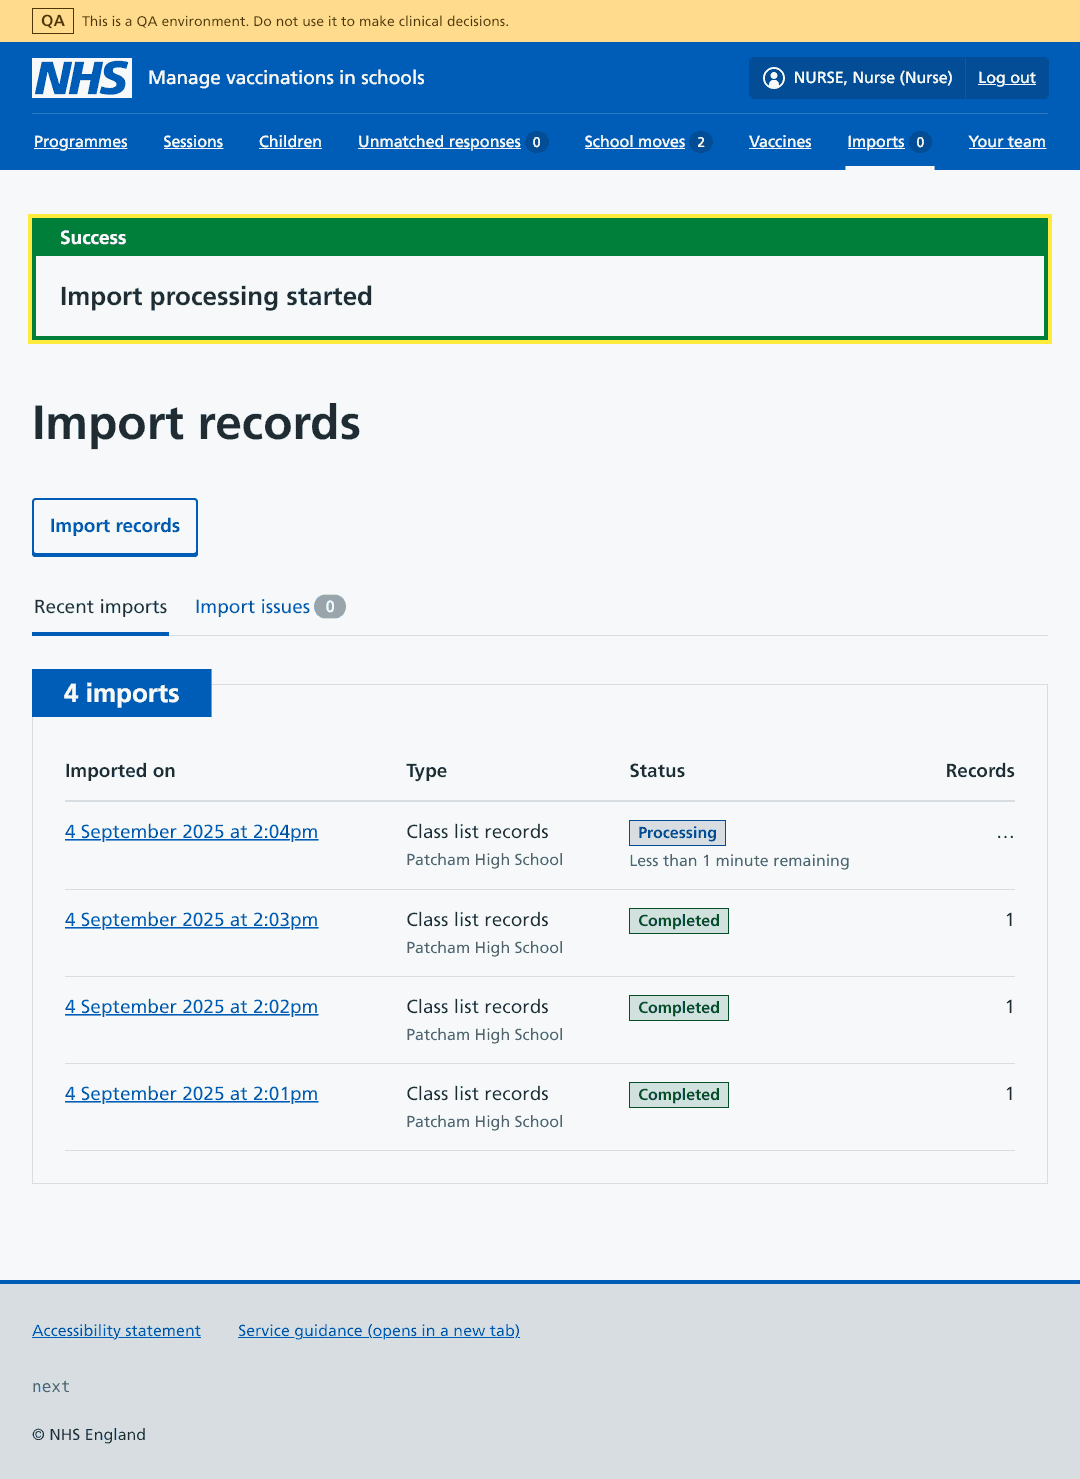 QA This is a QA environment. Do not use it to make clinical decisions.
NHS Manage vaccinations in schools NURSE, Nurse (Nurse) Log out
Programmes Sessions Children Unmatched responses 0 School moves 2 Vaccines Imports 0 Your team
Success
Import processing started
Import records
Import records
Recent imports Import issues 0
4 imports
Imported on Type Status Records
4 September 2025 at 2:04pm Class list records Processing ...
Patcham High School Less than 1 minute remaining
4 September 2025 at 2:03pm Class list records Completed 1
Patcham High School
4 September 2025 at 2:02pm Class list records Completed 1
Patcham High School
4 September 2025 at 2:01pm Class list records Completed 1
Patcham High School
Accessibility statement Service guidance (opens in a new tab)
next
© NHS England